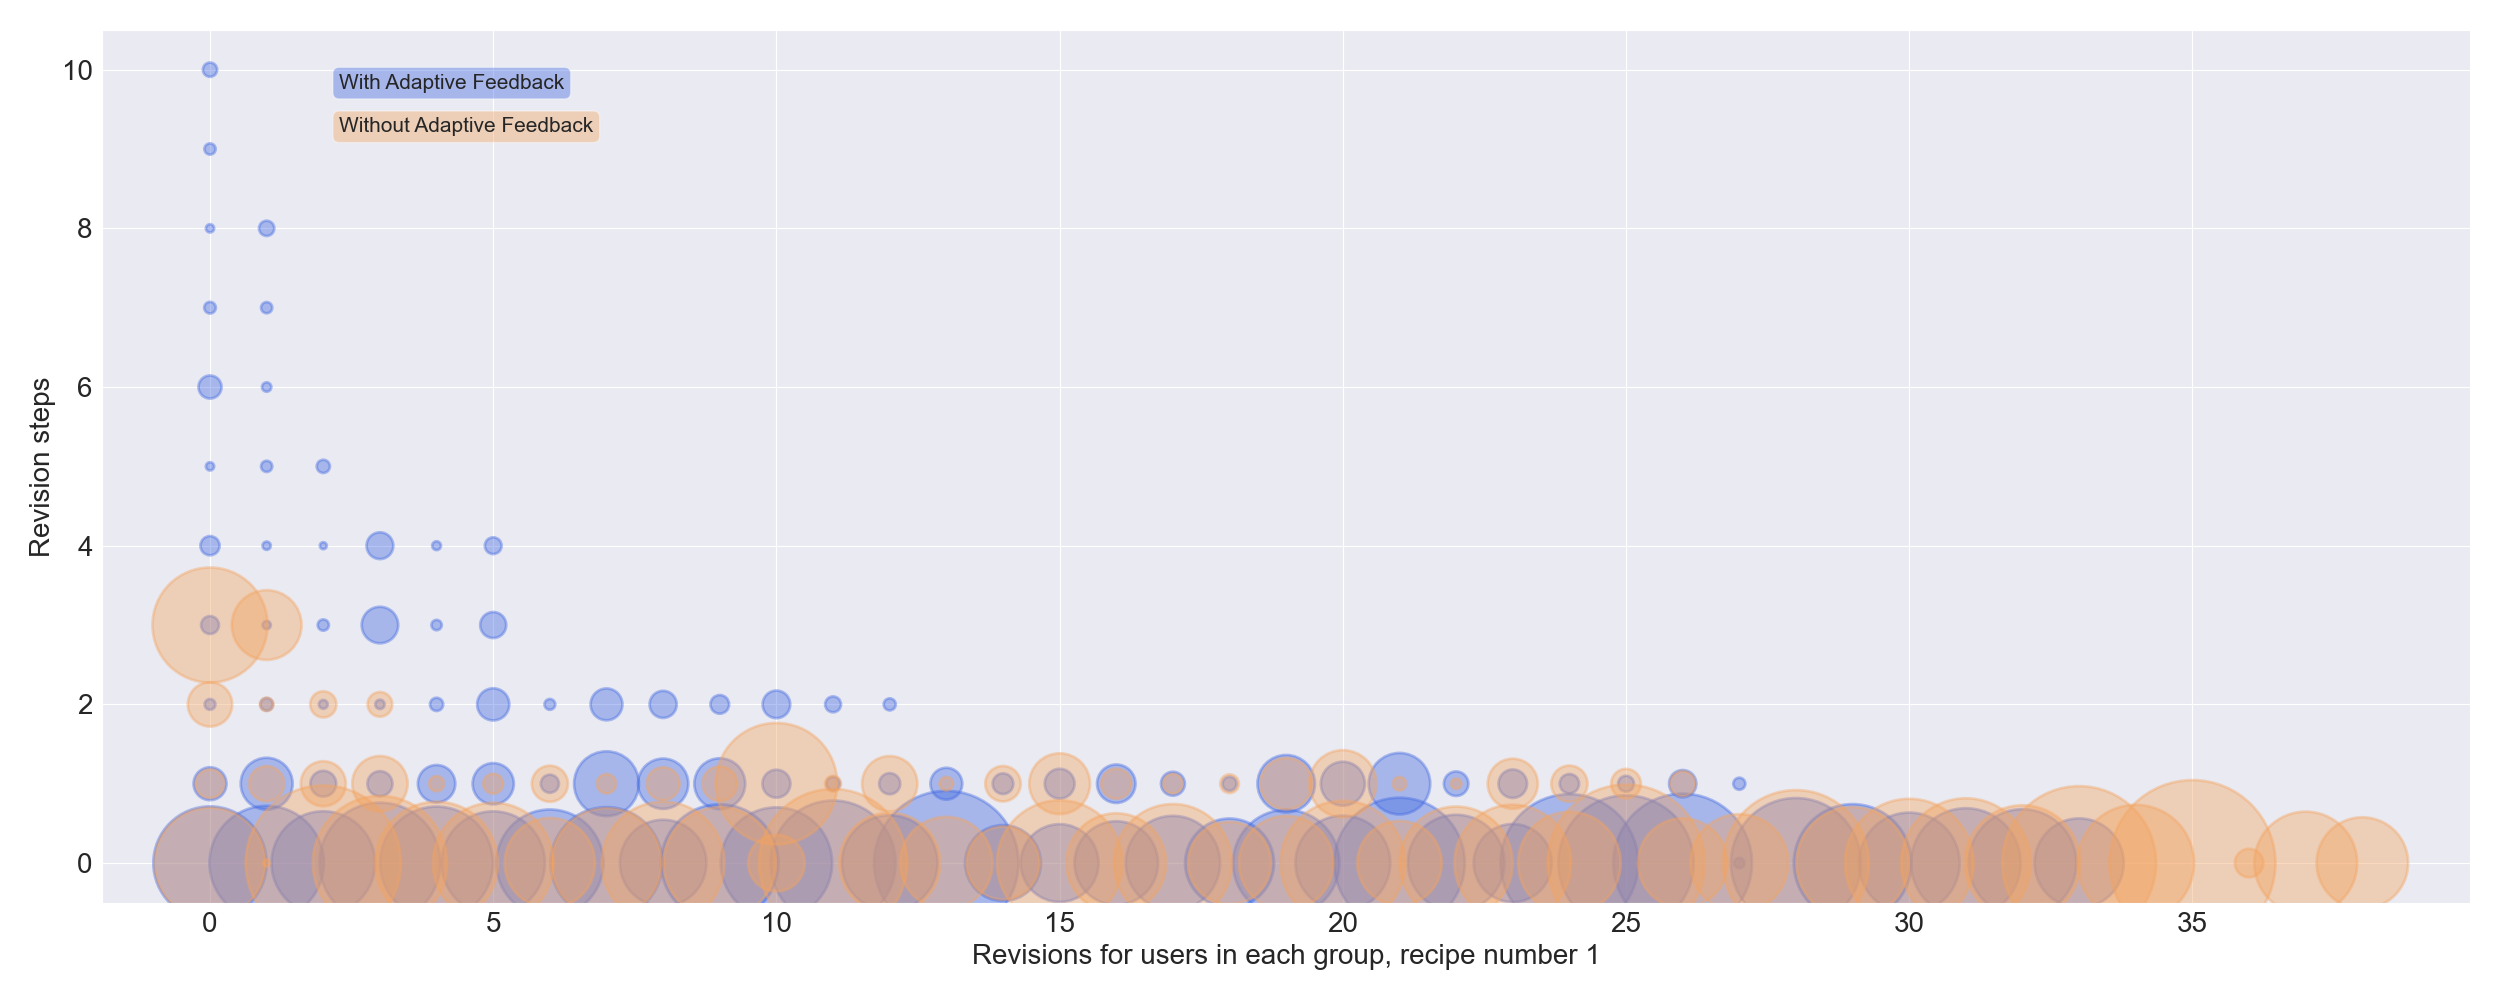 10
With Adaptive Feedback
Without Adaptive Feedback
8
6
4
2
0
Revision steps
0 5 10 15 20 25 30 35
Revisions for users in each group, recipe number 1